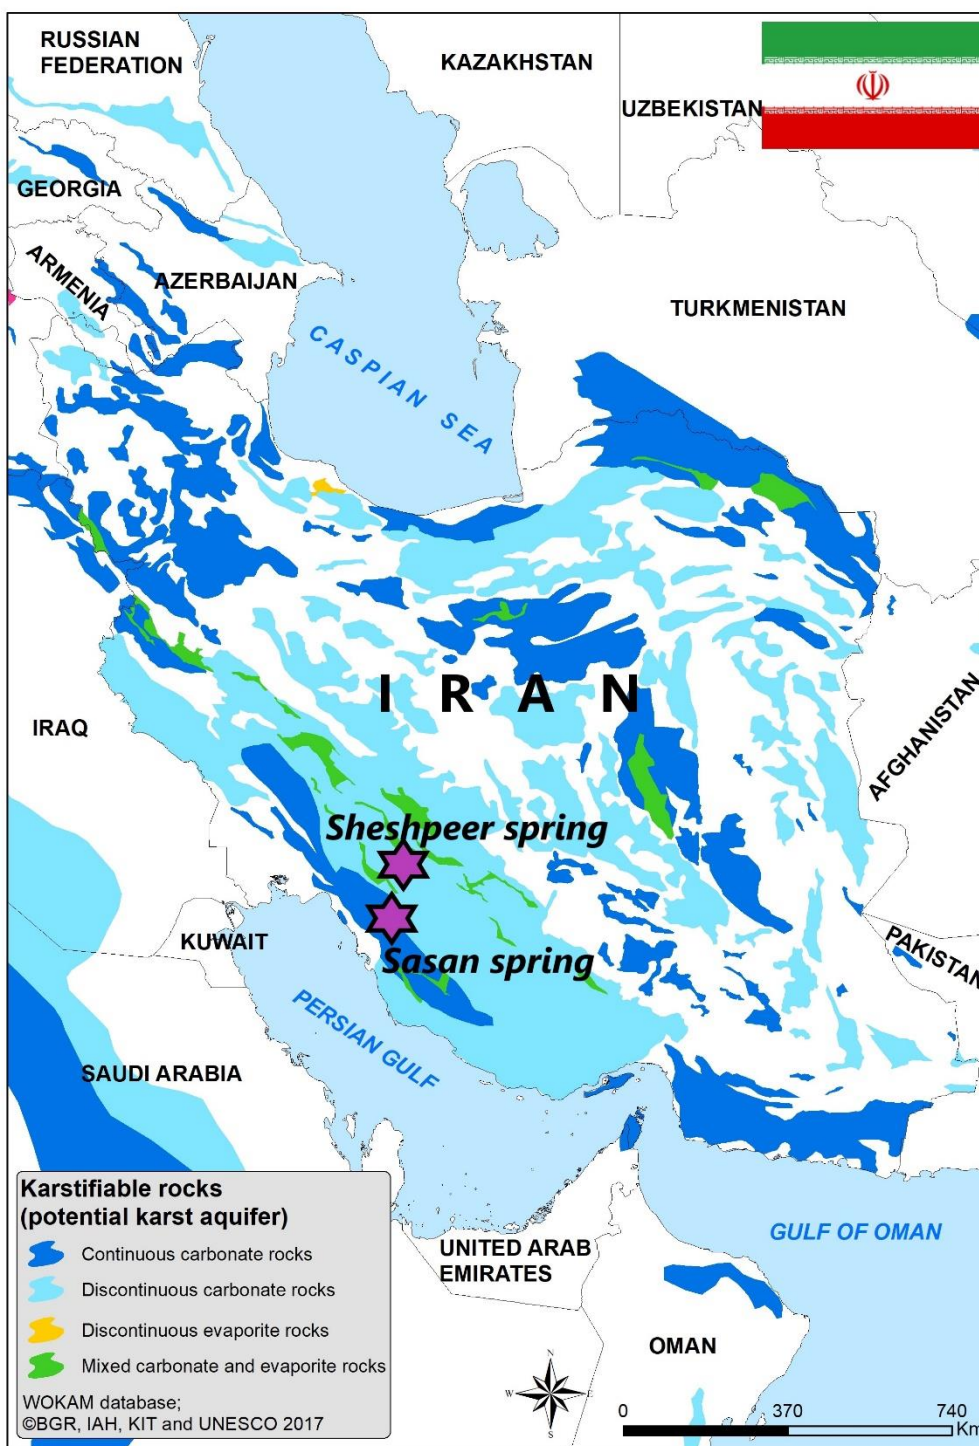 RUSSIAN
FEDERATION
KAZAKHSTAN
UZBEKISTAN
GEORGIA
ARMENIA
AZERBAIJAN
TURKMENISTAN
CASPIAN SEA
IRAN
IRAQ
AFGHANISTAN
Sheshpeer spring
KUWAIT
Sasan spring
PAKISTAN
PERSIAN GULF
SAUDI ARABIA
Karstifiable rocks
(potential karst aquifer)
Continuous carbonate rocks
Discontinuous carbonate rocks
Discontinuous evaporite rocks
Mixed carbonate and evaporite rocks
WOKAM database;
©BGR, IAH, KIT and UNESCO 2017
GULF OF OMAN
UNITED ARAB
EMIRATES
OMAN
N
W E
S
0 370 740
Km